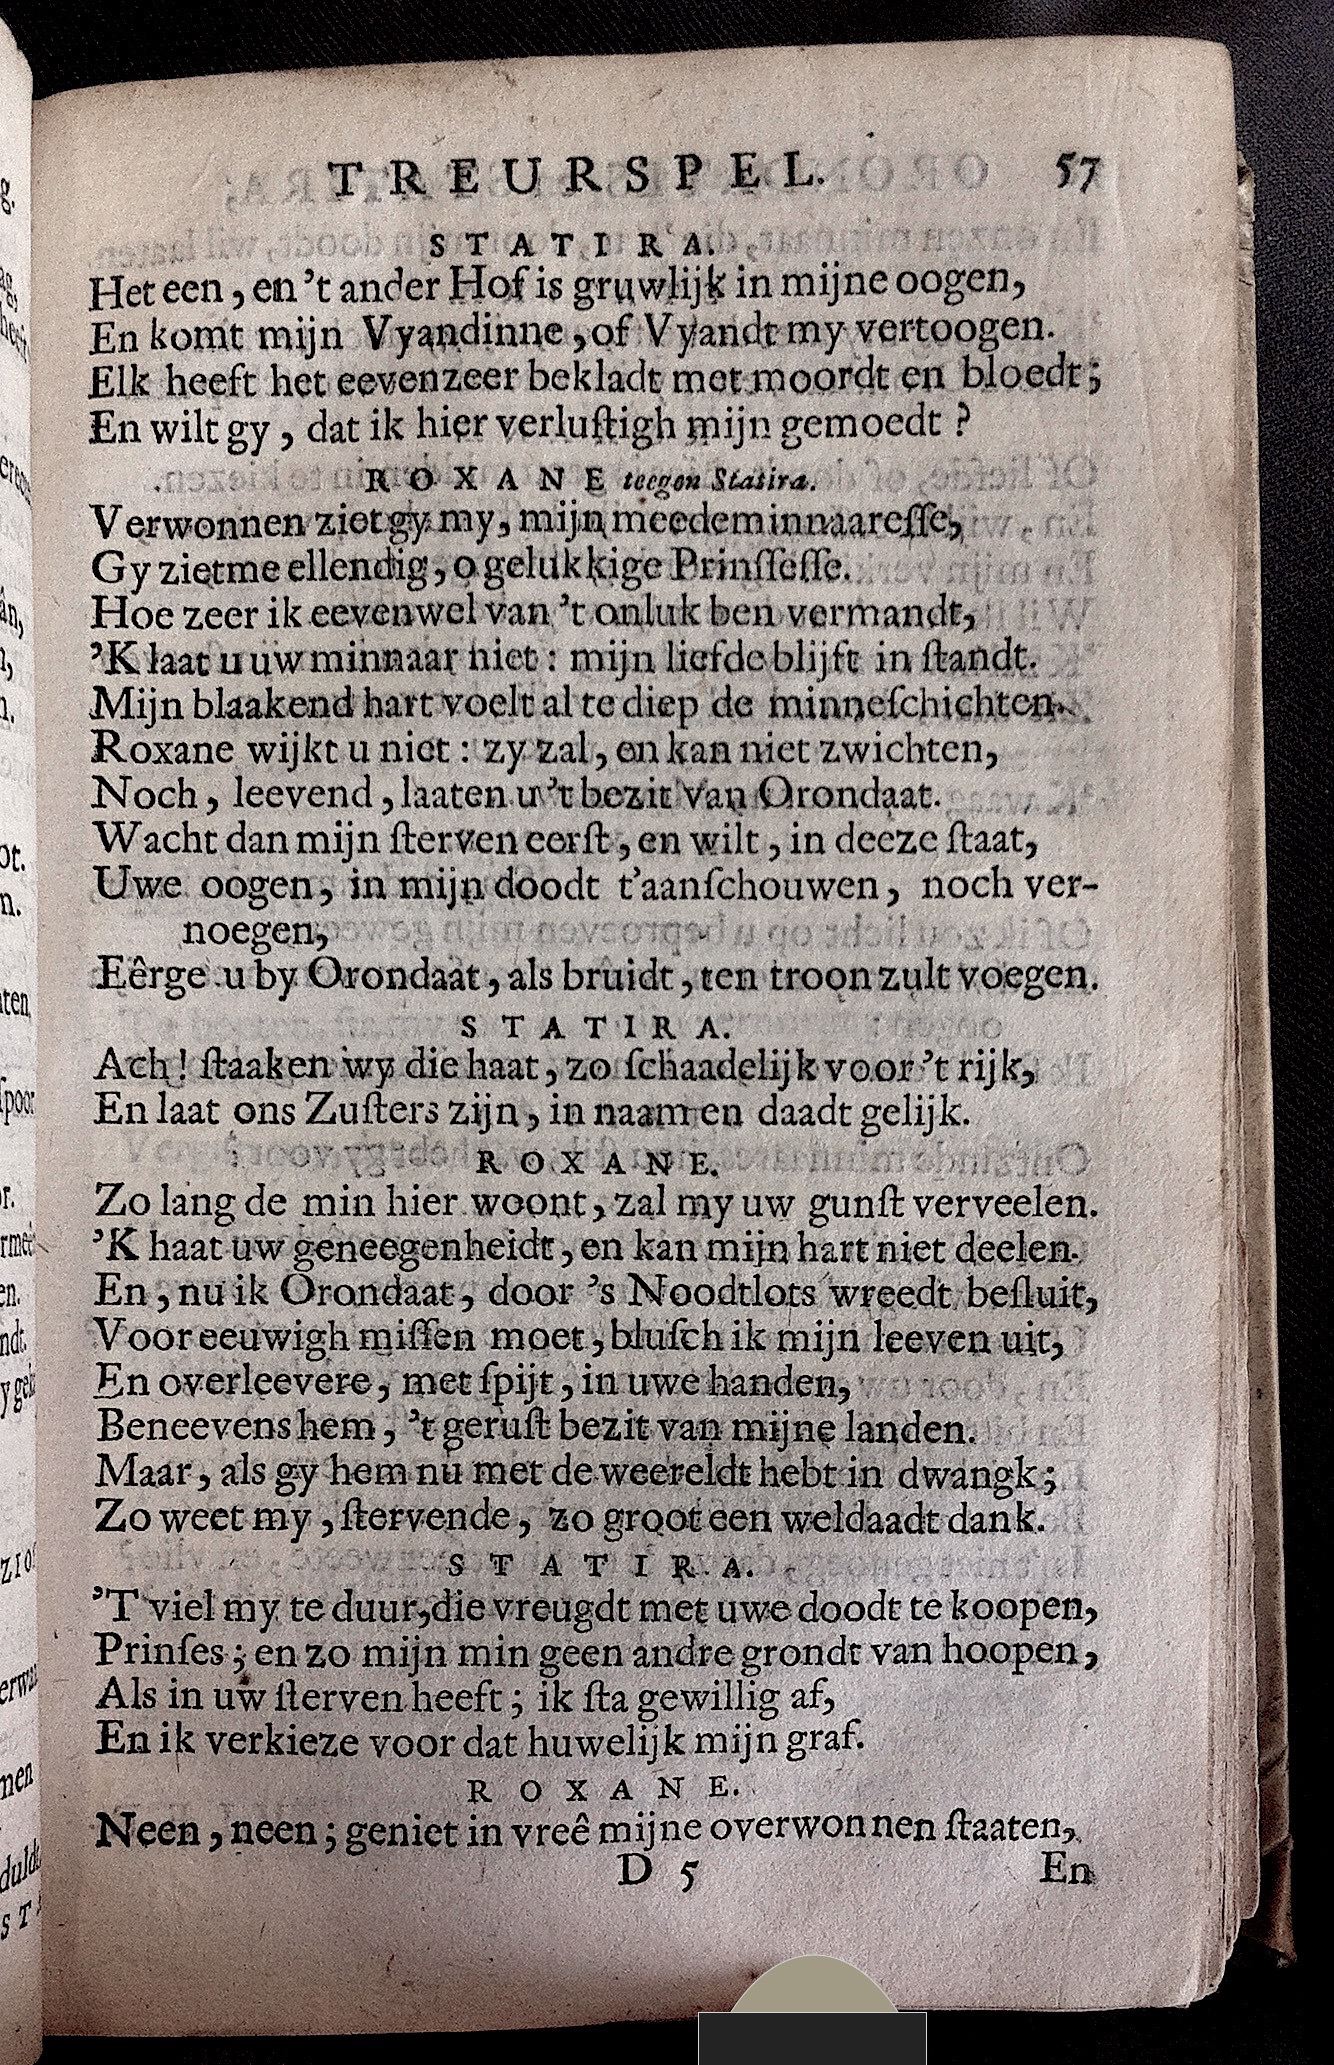 TREURSPEL. 57
STATIRA.
Het een, en 't ander Hof is gruwlijk in mijne oogen,
En komt mijn Vyandinne, of Vyandt my vertoogen.
Elk heeft het eevenzeer bekladt met moordt en bloedt;
En wilt gy, dat ik hier verluſtigh mijn gemoedt?
ROXANE teegen Statira.
Verwonnen ziet gy my, mijn meedeminnaareſſe,
Gy ziet me ellendig, o gelukkige Prinſſeſſe.
Hoe zeer ik eevenwel van 't onluk ben vermandt,
'K laat u uw minnaar niet: mijn liefde blijft in ſtandt.
Mijn blaakend hart voelt al te diep de minneſchichten.
Roxane wijkt u niet: zy zal, en kan niet zwichten,
Noch, leevend, laaten u 't bezit van Orondaat.
Wacht dan mijn ſterven eerſt, en wilt, in deeze ſtaat,
Uwe oogen, in mijn doodt t'aanſchouwen, noch ver-
noegen,
Eêrge u by Orondaat, als bruidt, ten troon zult voegen.
STATIRA.
Ach! ſtaaken wy die haat, zo ſchaadelijk voor 't rijk,
En laat ons Zuſters zijn, in naam en daadt gelijk.
ROXANE.
Zo lang de min hier woont, zal my uw gunſt verveelen.
'K haat uw geneegenheidt, en kan mijn hart niet deelen.
En, nu ik Orondaat, door 's Noodtlots wreedt beſluit,
Voor eeuwigh miſſen moet, bluſch ik mijn leeven uit,
En overleevere, met ſpijt, in uwe handen,
Beneevens hem, 't geruſt bezit van mijne landen.
Maar, als gy hem nu met de weereldt hebt in dwangk;
Zo weet my, ſtervende, zo groot een weldaadt dank.
STATIRA.
'T viel my te duur, die vreugdt met uwe doodt te koopen,
Prinſes; en zo mijn min geen andre grondt van hoopen,
Als in uw ſterven heeft; ik ſta gewillig af,
En ik verkieze voor dat huwelijk mijn graf.
ROXANE.
Neen, neen; geniet in vreê mijne overwonnen ſtaaten,
D 5 En